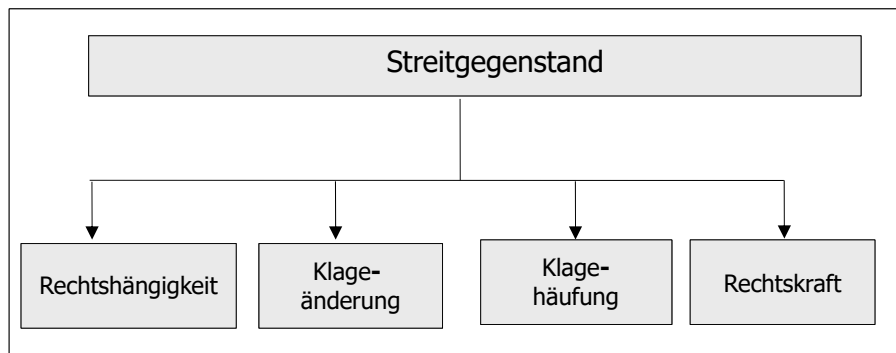 Streitgegenstand
Rechtshängigkeit
Klage-
änderung
Klage-
häufung
Rechtskraft